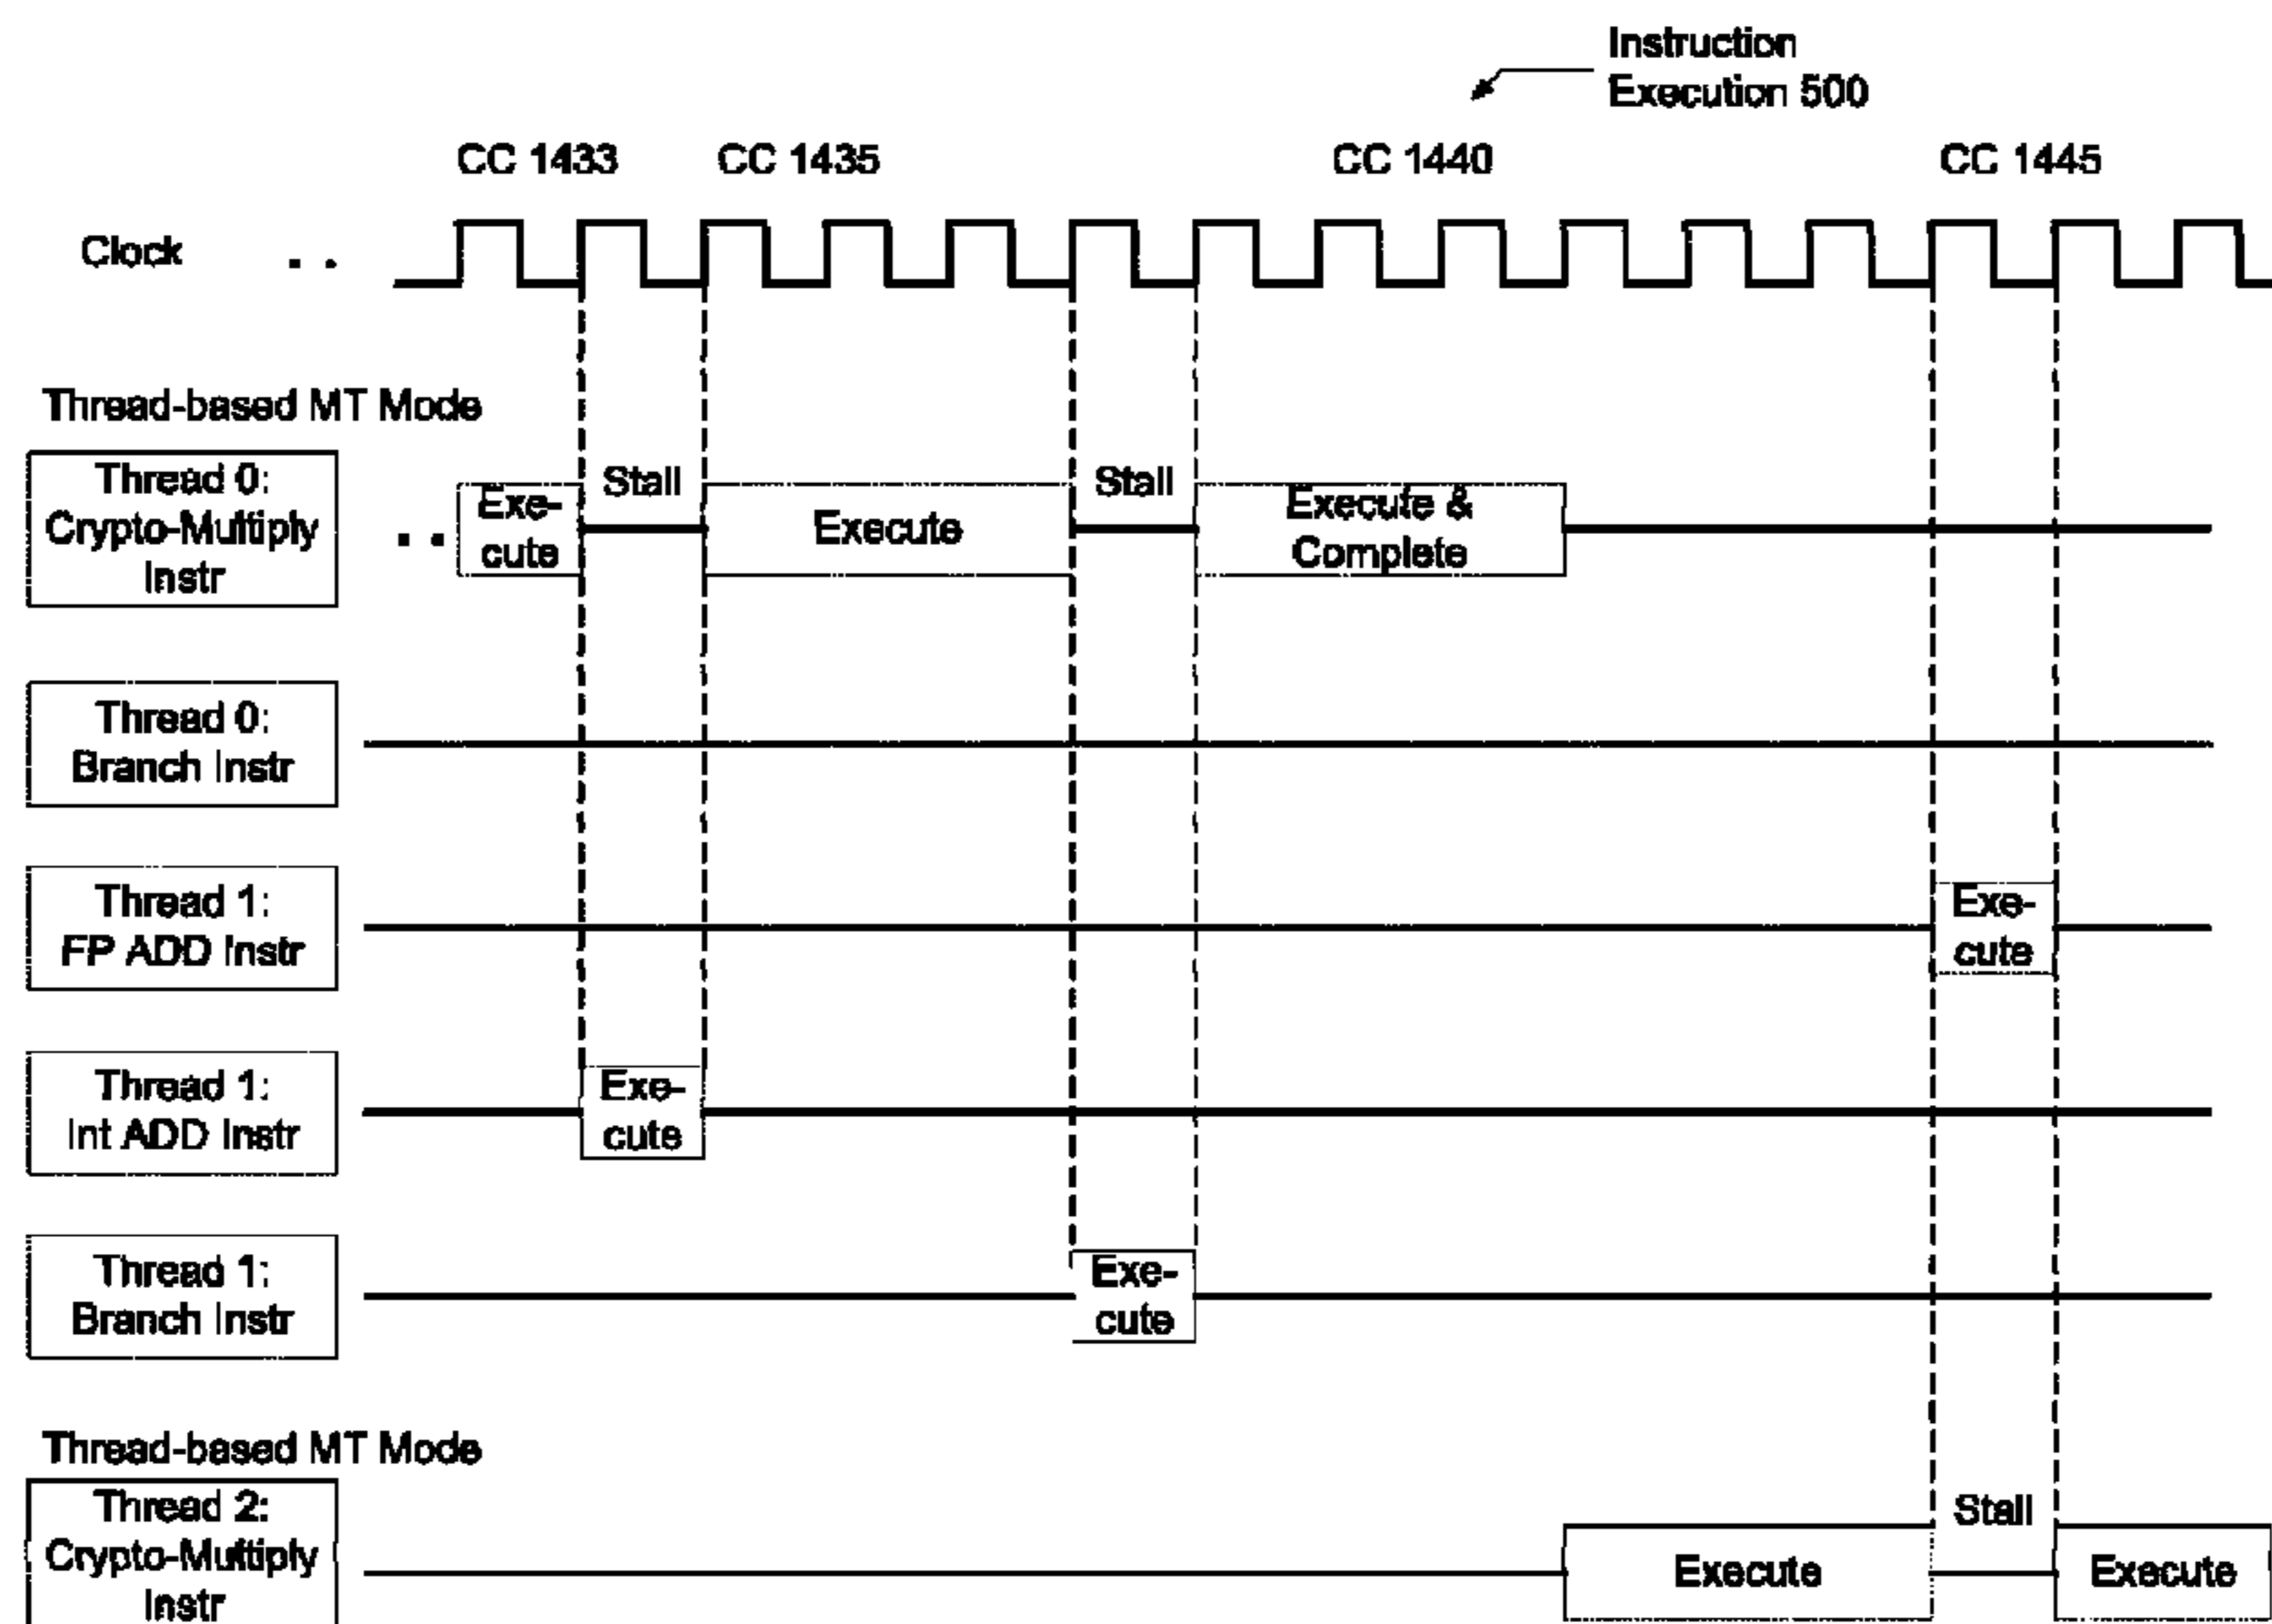 Instruction
Execution 500
CC 1433 CC 1435 CC 1440 CC 1445
Clock . .
Thread-based MT Mode
Thread 0:
Crypto-Multiply
Instr
. .
Exe-
cute
Stall
Execute
Stall
Execute &
Complete
Thread 0:
Branch Instr
Thread 1:
FP ADD Instr
Exe-
cute
Thread 1:
Int ADD Instr
Exe-
cute
Thread 1:
Branch Instr
Exe-
cute
Thread-based MT Mode
Thread 2:
Crypto-Multiply
Instr
Execute
Stall
Execute